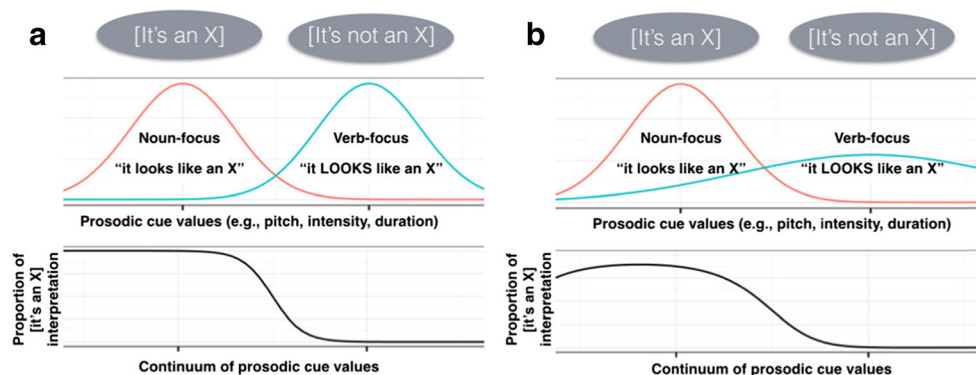 a
[It's an X]
[It's not an X]
Noun-focus
Verb-focus
“it looks like an X”
“it LOOKS like an X”
Prosodic cue values (e.g., pitch, intensity, duration)
Proportion of
[it's an X]
interpretation
Continuum of prosodic cue values
b
[It's an X]
[It's not an X]
Noun-focus
Verb-focus
“it looks like an X”
“it LOOKS like an X”
Prosodic cue values (e.g., pitch, intensity, duration)
Proportion of
[it's an X]
interpretation
Continuum of prosodic cue values